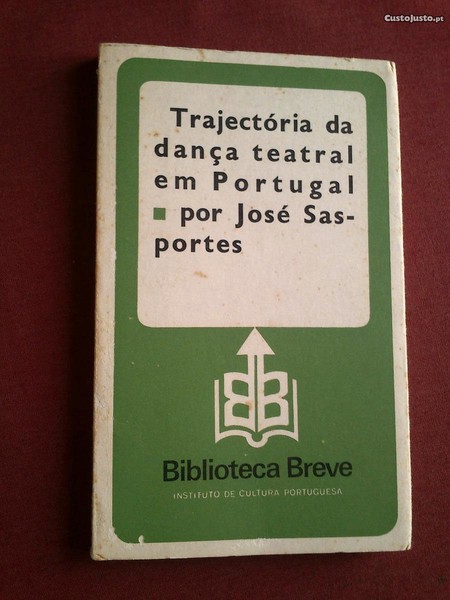 CustoJusto.pt
Trajectória da
dança teatral
em Portugal
por José Sas-
portes
Biblioteca Breve
INSTITUTO DE CULTURA PORTUGUESA